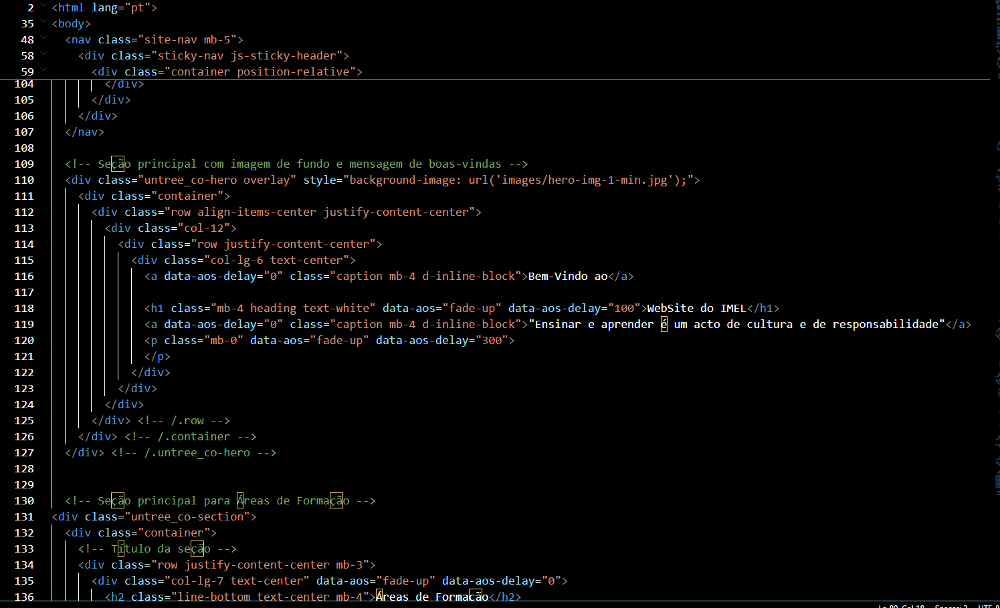 2 <html lang="pt">
35 <body>
48 <nav class="site-nav mb-5">
58 <div class="sticky-nav js-sticky-header">
59 <div class="container position-relative">
104 </div>
105 </div>
106 </div>
107 </nav>
108
109 <!-- Seção principal com imagem de fundo e mensagem de boas-vindas -->
110 <div class="untree_co-hero overlay" style="background-image: url('images/hero-img-1-min.jpg');">
111 <div class="container">
112 <div class="row align-items-center justify-content-center">
113 <div class="col-12">
114 <div class="row justify-content-center">
115 <div class="col-lg-6 text-center">
116 <a data-aos-delay="0" class="caption mb-4 d-inline-block">Bem-Vindo ao</a>
117
118 <h1 class="mb-4 heading text-white" data-aos="fade-up" data-aos-delay="100">WebSite do IMEL</h1>
119 <a data-aos-delay="0" class="caption mb-4 d-inline-block">"Ensinar e aprender é um acto de cultura e de responsabilidade"</a>
120 <p class="mb-0" data-aos="fade-up" data-aos-delay="300">
121 </p>
122 </div>
123 </div>
124 </div>
125 </div> <!-- /.row -->
126 </div> <!-- /.container -->
127 </div> <!-- /.untree_co-hero -->
128
129
130 <!-- Seção principal para Áreas de Formação -->
131 <div class="untree_co-section">
132 <div class="container">
133 <!-- Título da seção -->
134 <div class="row justify-content-center mb-3">
135 <div class="col-lg-7 text-center" data-aos="fade-up" data-aos-delay="0">
136 <h2 class="line-bottom text-center mb-4">Áreas de Formação</h2>